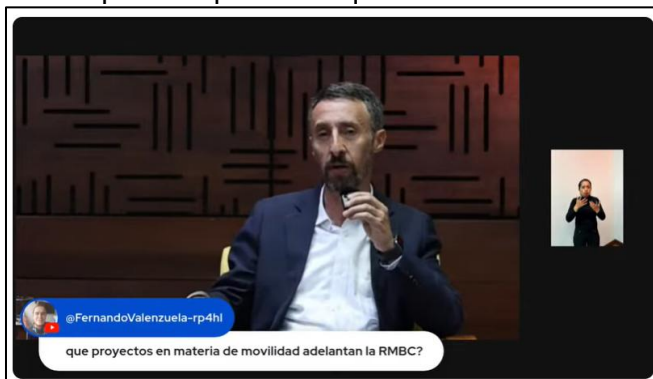 @FernandoValenzuela-rp4hl
que proyectos en materia de movilidad adelantan la RMBC?